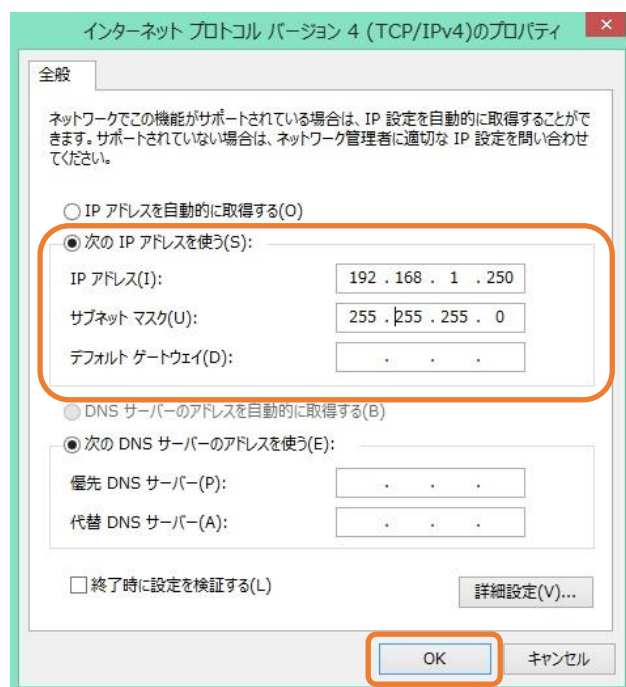 インターネット プロトコル バージョン 4 (TCP/IPv4)のプロパティ
×
全般
ネットワークでこの機能がサポートされている場合は、IP 設定を自動的に取得することがで
きます。サポートされていない場合は、ネットワーク管理者に適切な IP 設定を問い合わせ
てください。
IP アドレスを自動的に取得する(O)
次の IP アドレスを使う(S):
IP アドレス(I): 192 . 168 . 1 . 250
サブネット マスク(U): 255 . 255 . 255 . 0
デフォルト ゲートウェイ(D): . . .
DNS サーバーのアドレスを自動的に取得する(B)
次の DNS サーバーのアドレスを使う(E):
優先 DNS サーバー(P): . . .
代替 DNS サーバー(A): . . .
終了時に設定を検証する(L)
詳細設定(V)...
OK キャンセル